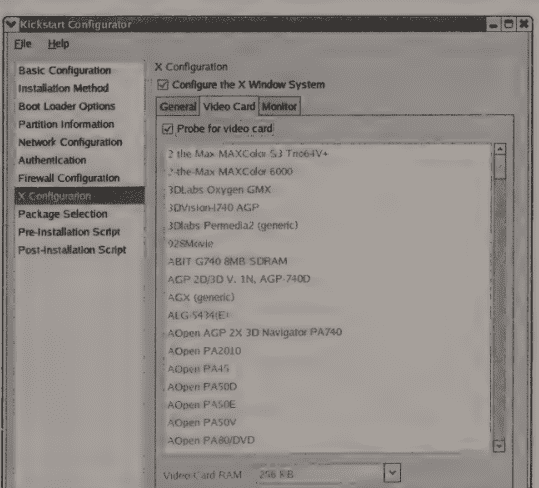 Kickstart Configurator
File Help
Basic Configuration
Installation Method
Boot Loader Options
Partition Information
Network Configuration
Authentication
Firewall Configuration
X Configuration
Package Selection
Pre-Installation Script
Post-Installation Script
X Configuration
Configure the X Window System
General Video Card Monitor
Probe for video card
2 the Max MAXColor S3 Trio64V+
2-the-Max MAXColor 6000
3DLabs Oxygen GMX
3DVision-i740 AGP
3Dlabs Permedia2 (generic)
928Movie
ABIT G740 8MB SDRAM
AGP 2D/3D V. 1N, AGP-740D
AGX (generic)
ALG-5434(E)
AOpen AGP 2X 3D Navigator PA740
AOpen PA2010
AOpen PA45
AOpen PA50D
AOpen PA50E
AOpen PA50V
AOpen PA80/DVD
Video Card RAM 256 KB